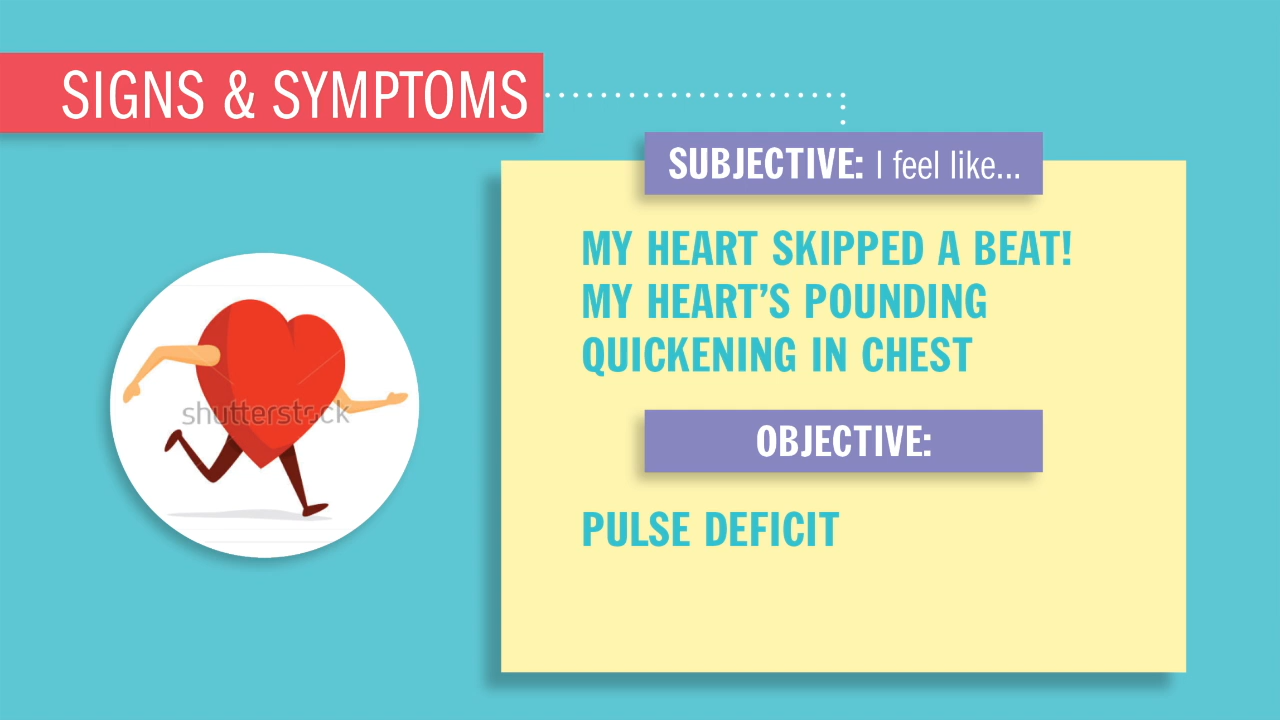 SIGNS & SYMPTOMS
SUBJECTIVE: I feel like...
MY HEART SKIPPED A BEAT!
MY HEART’S POUNDING
QUICKENING IN CHEST
shutterstock
OBJECTIVE:
PULSE DEFICIT